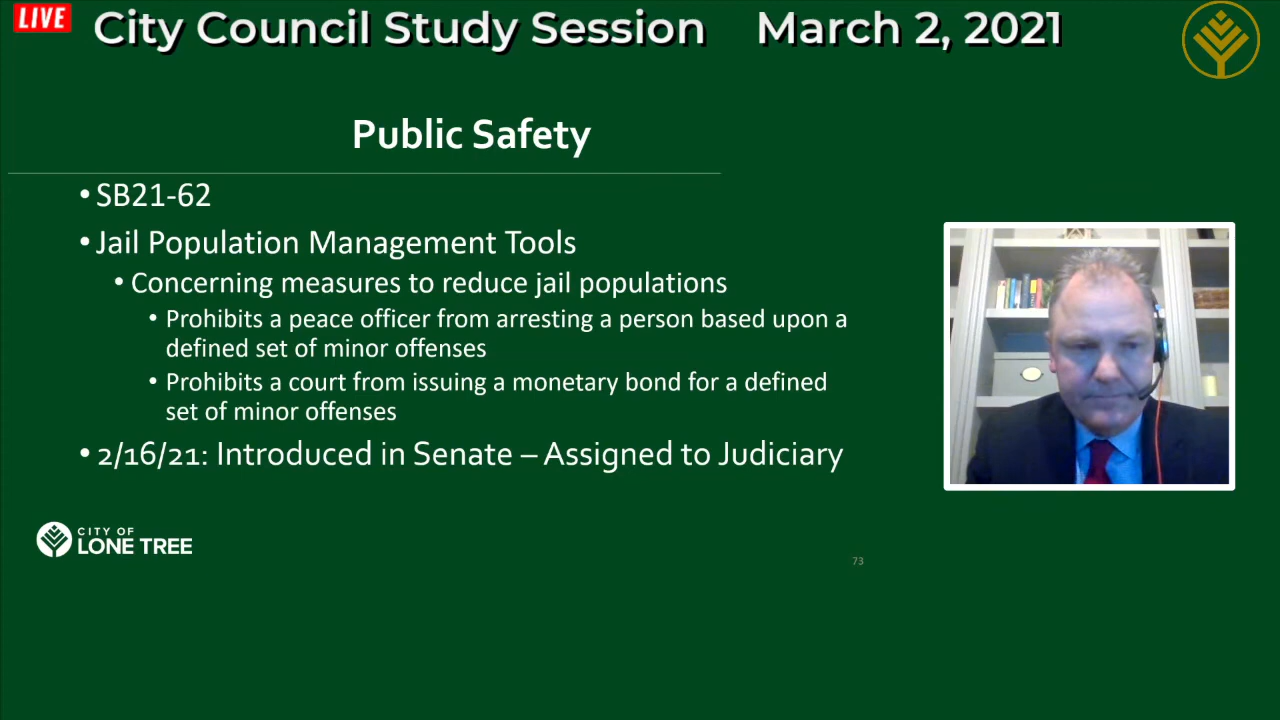 LIVE
City Council Study Session March 2, 2021
Public Safety
• SB21-62
• Jail Population Management Tools
• Concerning measures to reduce jail populations
• Prohibits a peace officer from arresting a person based upon a
defined set of minor offenses
• Prohibits a court from issuing a monetary bond for a defined
set of minor offenses
• 2/16/21: Introduced in Senate – Assigned to Judiciary
CITY OF
LONE TREE
73